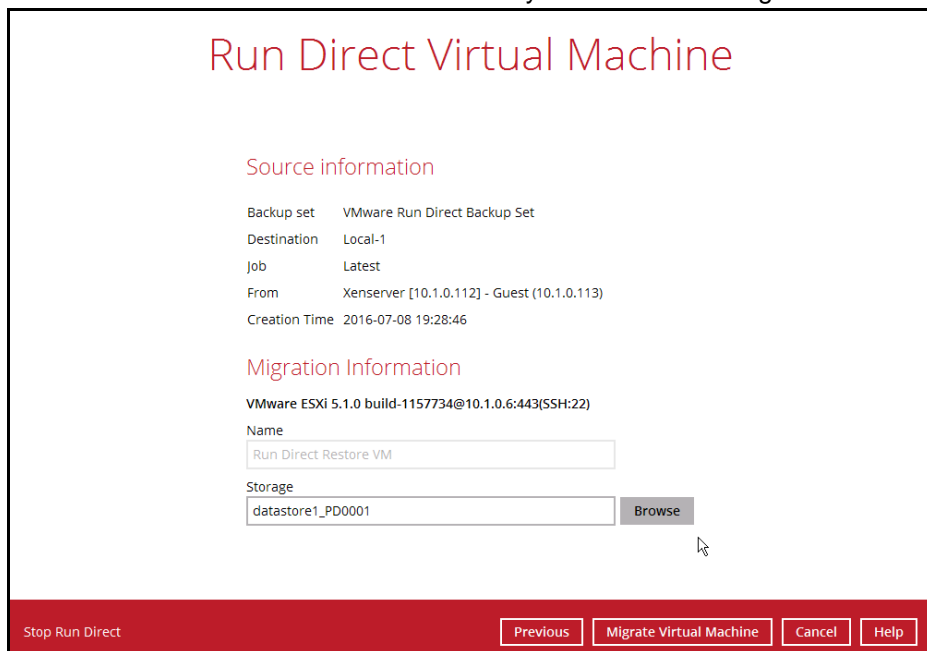 Run Direct Virtual Machine
Source information
Backup set VMware Run Direct Backup Set
Destination Local-1
Job Latest
From Xenserver [10.1.0.112] - Guest (10.1.0.113)
Creation Time 2016-07-08 19:28:46
Migration Information
VMware ESXi 5.1.0 build-1157734@10.1.0.6:443(SSH:22)
Name
Run Direct Restore VM
Storage
datastore1_PD0001 Browse
Stop Run Direct Previous Migrate Virtual Machine Cancel Help